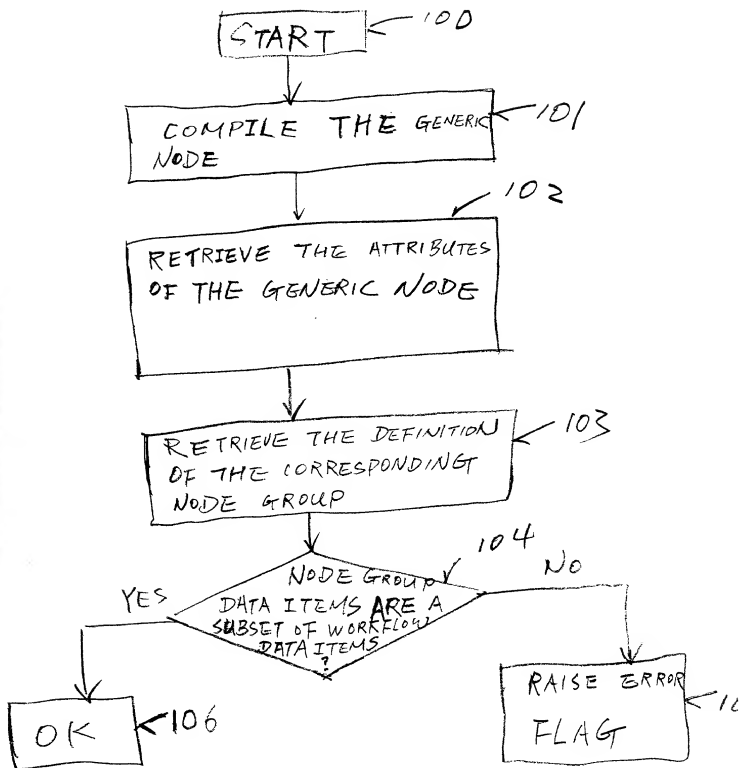 START
100
COMPILE THE GENERIC
NODE
101
102
RETRIEVE THE ATTRIBUTES
OF THE GENERIC NODE
RETRIEVE THE DEFINITION
OF THE CORRESPONDING
NODE GROUP
103
104
NODE GROUP
DATA ITEMS ARE A
SUBSET OF WORKFLOW
DATA ITEMS
?
YES
NO
OK
106
RAISE ERROR
FLAG